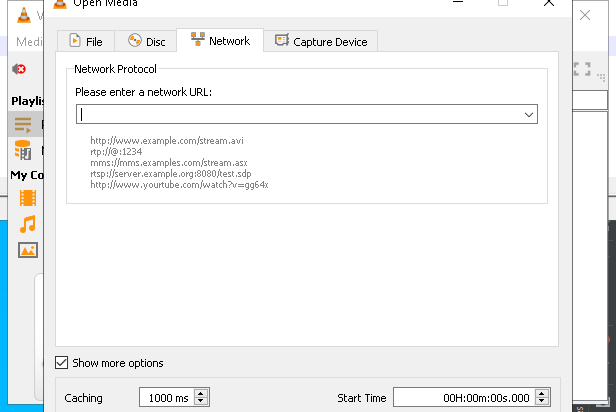 Open Media
V
Medi
File
Disc
Network
Capture Device
Network Protocol
Please enter a network URL:
http://www.example.com/stream.avi
rtp://@:1234
mms://mms.examples.com/stream.asx
rtsp://server.example.org:8080/test.sdp
http://www.yourtube.com/watch?v=gg64x
Playlis
My Co
Show more options
Caching
1000 ms
Start Time
00H:00m:00s.000